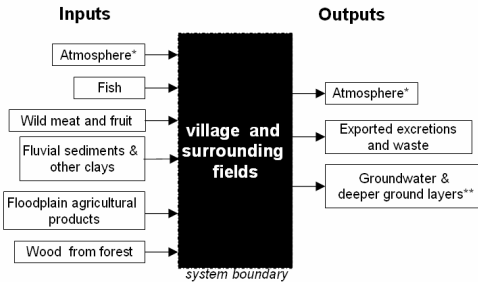 Inputs
Outputs
Atmosphere*
Fish
Wild meat and fruit
Fluvial sediments &
other clays
Floodplain agricultural
products
Wood from forest
village and
surrounding
fields
Atmosphere*
Exported excretions
and waste
Groundwater &
deeper ground layers**
system boundary